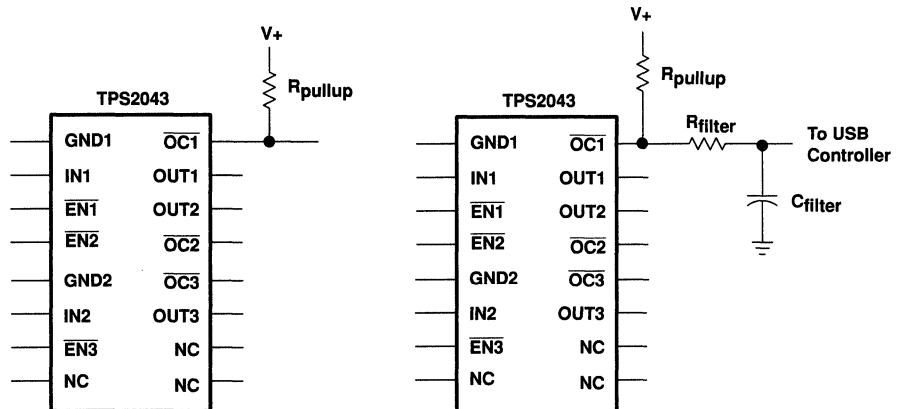 V+
Rpullup
TPS2043
GND1 OC1
IN1 OUT1
EN1 OUT2
EN2 OC2
GND2 OC3
IN2 OUT3
EN3 NC
NC NC
V+
Rpullup
TPS2043
Rfilter
To USB
Controller
Cfilter
GND1 OC1
IN1 OUT1
EN1 OUT2
EN2 OC2
GND2 OC3
IN2 OUT3
EN3 NC
NC NC